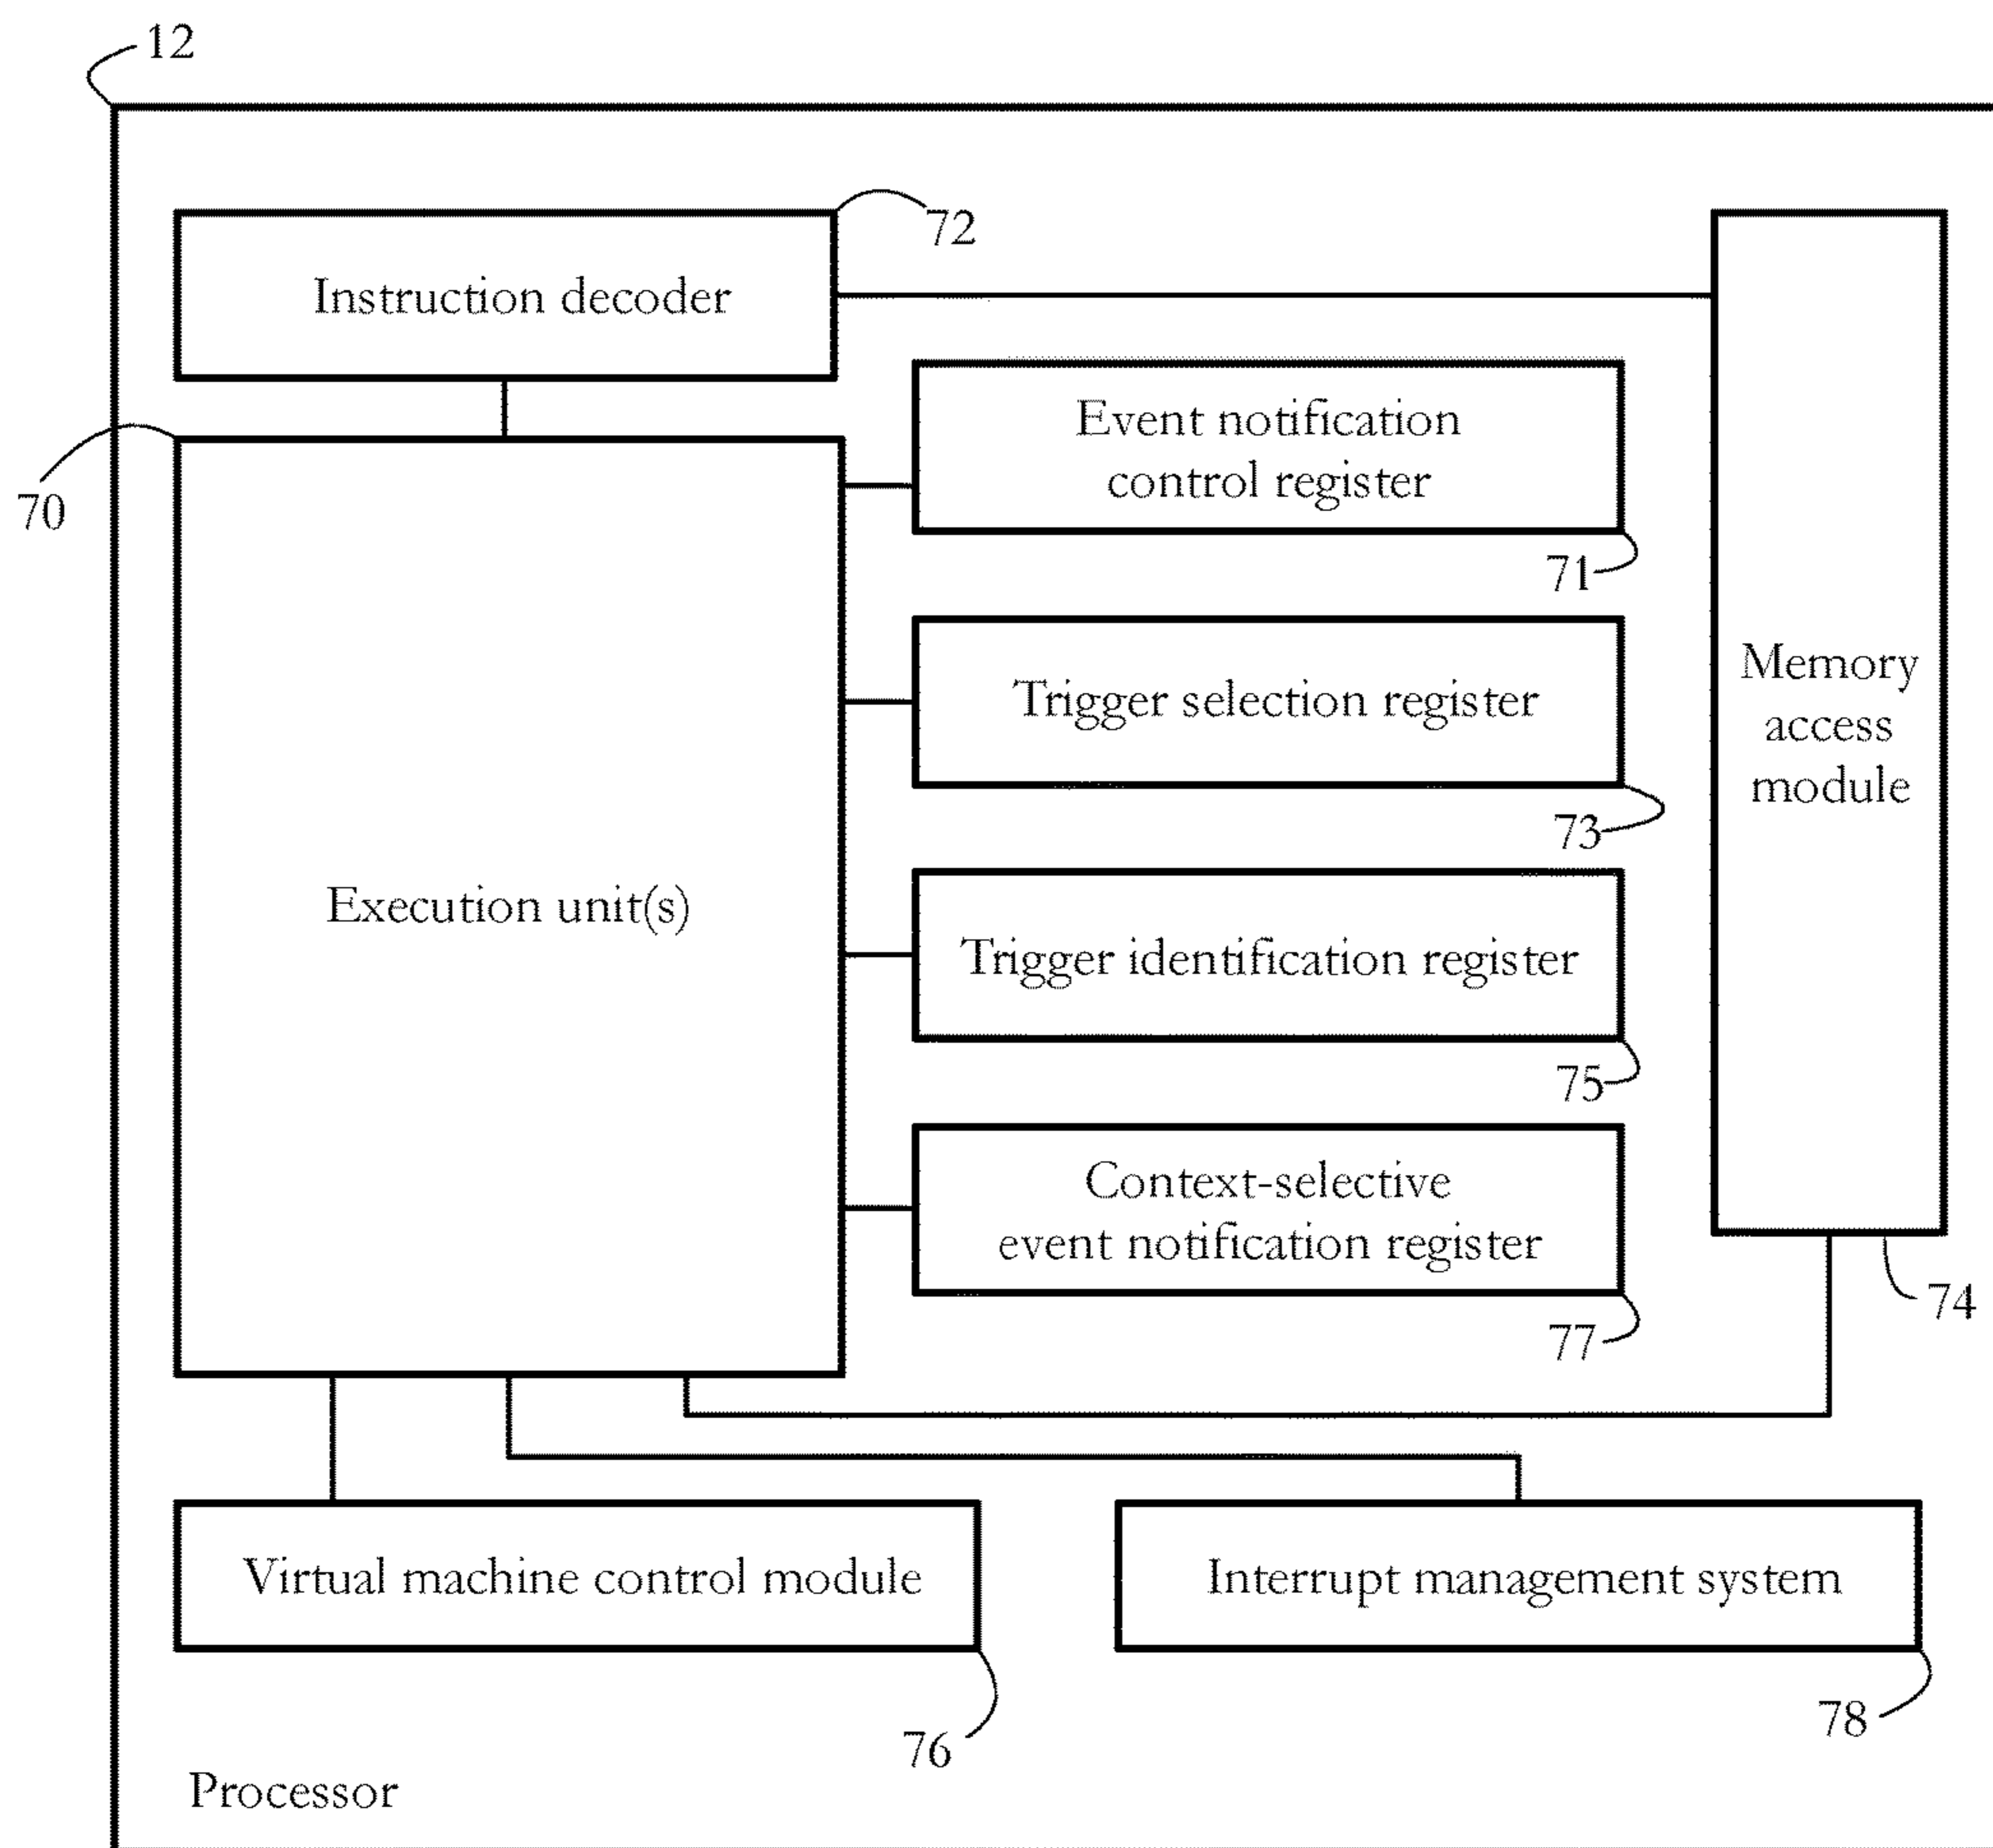 12
72
Instruction decoder
Event notification
control register
70
71
Trigger selection register
Memory
access
module
73
Execution unit(s)
Trigger identification register
75
Context-selective
event notification register
74
77
Virtual machine control module
Interrupt management system
78
76
Processor